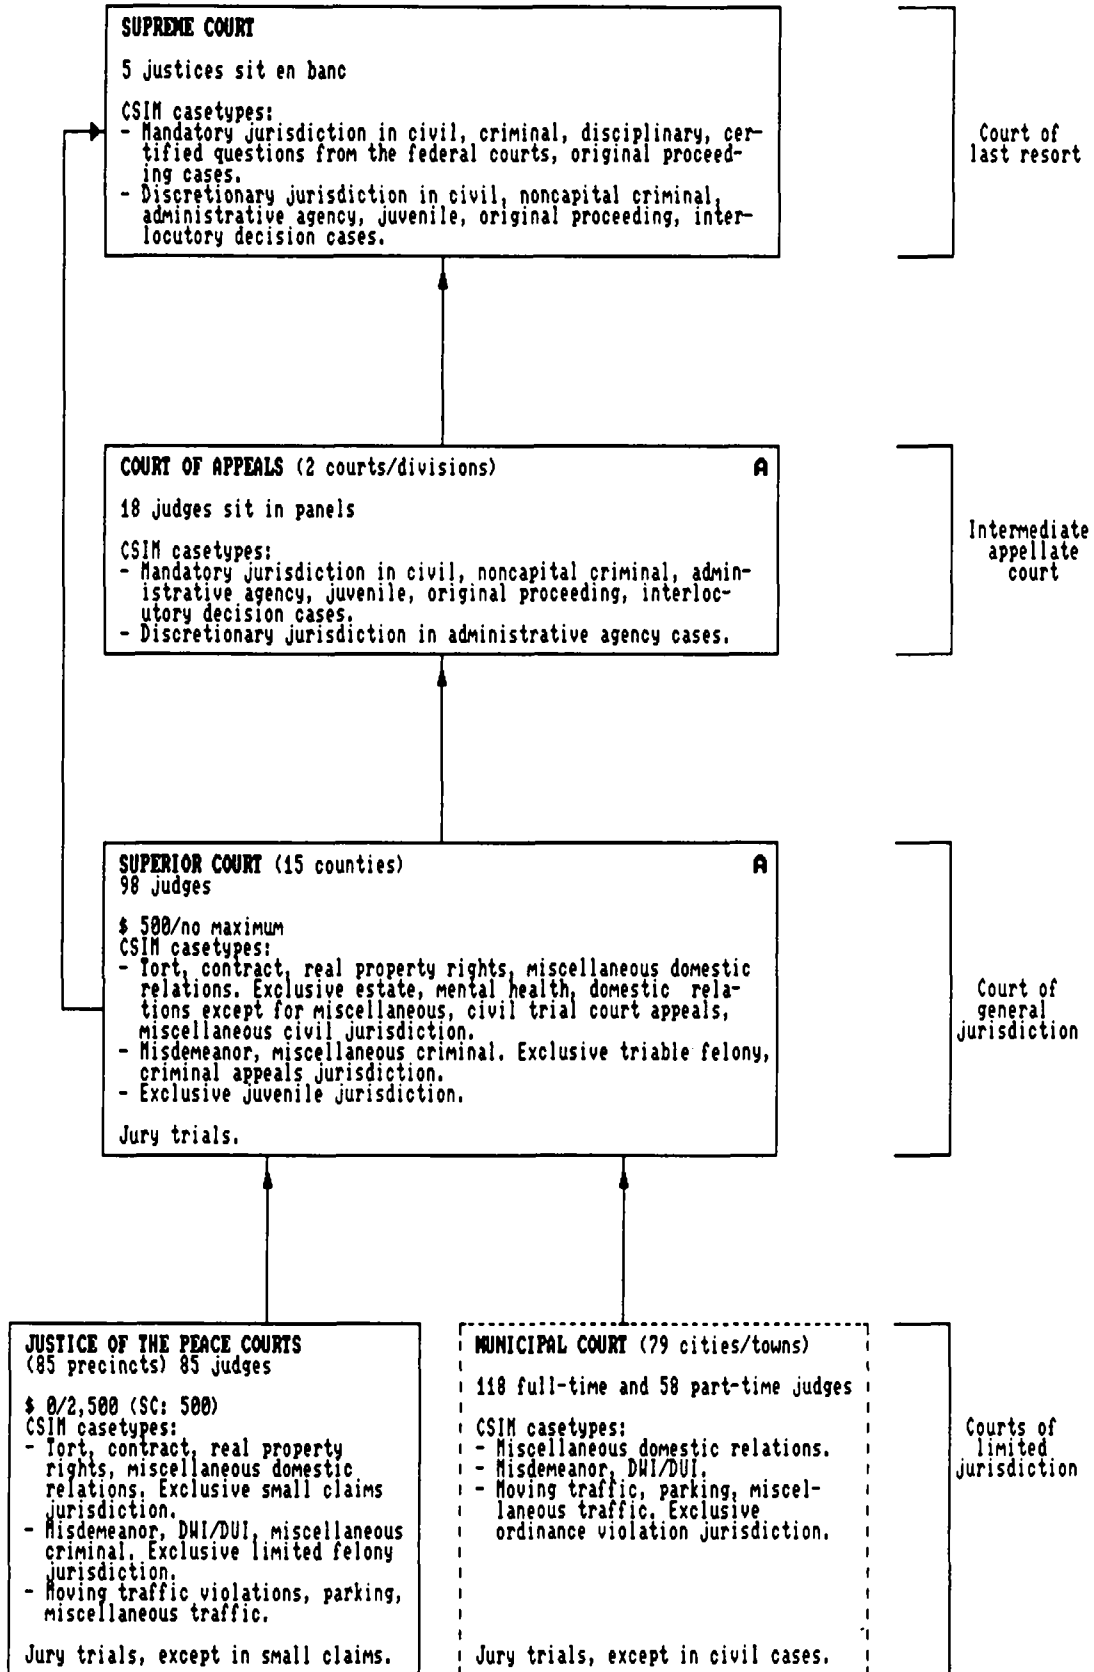 SUPREME COURT
5 justices sit en banc
CSIM casetypes:
- Mandatory jurisdiction in civil, criminal, disciplinary, cer-
tified questions from the federal courts, original proceed-
ing cases.
- Discretionary jurisdiction in civil, noncapital criminal,
administrative agency, juvenile, original proceeding, inter-
locutory decision cases.
Court of
last resort
COURT OF APPEALS (2 courts/divisions) A
18 judges sit in panels
CSIM casetypes:
- Mandatory jurisdiction in civil, noncapital criminal, admin-
istrative agency, juvenile, original proceeding, interloc-
utory decision cases.
- Discretionary jurisdiction in administrative agency cases.
Intermediate
appellate
court
SUPERIOR COURT (15 counties) A
98 judges
$ 500/no maximum
CSIM casetypes:
- Tort, contract, real property rights, miscellaneous domestic
relations. Exclusive estate, mental health, domestic rela-
tions except for miscellaneous, civil trial court appeals,
miscellaneous civil jurisdiction.
- Misdemeanor, miscellaneous criminal. Exclusive triable felony,
criminal appeals jurisdiction.
- Exclusive juvenile jurisdiction.
Jury trials.
Court of
general
jurisdiction
JUSTICE OF THE PEACE COURTS
(85 precincts) 85 judges
$ 0/2,500 (SC: 500)
CSIM casetypes:
- Tort, contract, real property
rights, miscellaneous domestic
relations. Exclusive small claims
jurisdiction.
- Misdemeanor, DWI/DUI, miscellaneous
criminal. Exclusive limited felony
jurisdiction.
- Moving traffic violations, parking,
miscellaneous traffic.
Jury trials, except in small claims.
MUNICIPAL COURT (79 cities/towns)
118 full-time and 58 part-time judges
CSIM casetypes:
- Miscellaneous domestic relations.
- Misdemeanor, DWI/DUI.
- Moving traffic, parking, miscel-
laneous traffic. Exclusive
ordinance violation jurisdiction.
Jury trials, except in civil cases.
Courts of
limited
jurisdiction